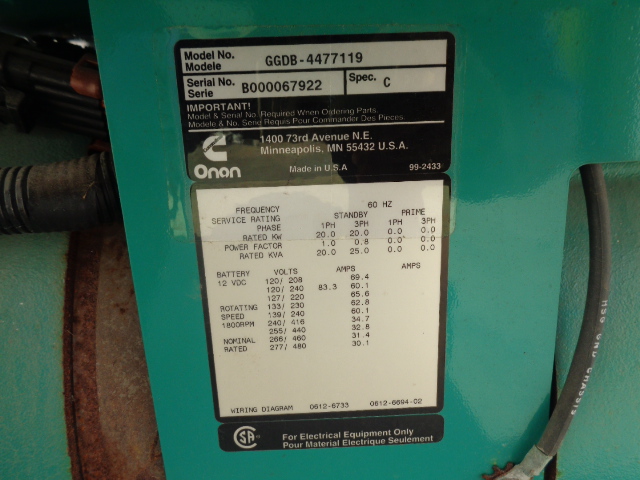 Model No. GGDB-4477119
Modele
Serial No. B000067922 Spec. C
Serie
IMPORTANT!
Model & Serial No. Required When Ordering Parts.
Modele & No. Serie Requis Pour Commander Des Pieces.
1400 73rd Avenue N.E.
Minneapolis, MN 55432 U.S.A.
Onan Made in U.S.A 99-2433
FREQUENCY 60 HZ
SERVICE RATING STANDBY PRIME
PHASE 1PH 3PH 1PH 3PH
RATED KW 20.0 20.0 0.0 0.0
POWER FACTOR 1.0 0.8 0.0 0.0
RATED KVA 20.0 25.0 0.0 0.0
BATTERY VOLTS AMPS AMPS
12 VDC 120/ 208 69.4
120/ 240 83.3 60.1
127/ 220 65.6
ROTATING 133/ 230 62.8
SPEED 139/ 240 60.1
1800RPM 240/ 416 34.7
255/ 440 32.8
NOMINAL 266/ 460 31.4
RATED 277/ 480 30.1
WIRING DIAGRAM 0612-6733 0612-6694-02
CSA
For Electrical Equipment Only
Pour Materiel Electrique Seulement
H59 GND CHASSIS